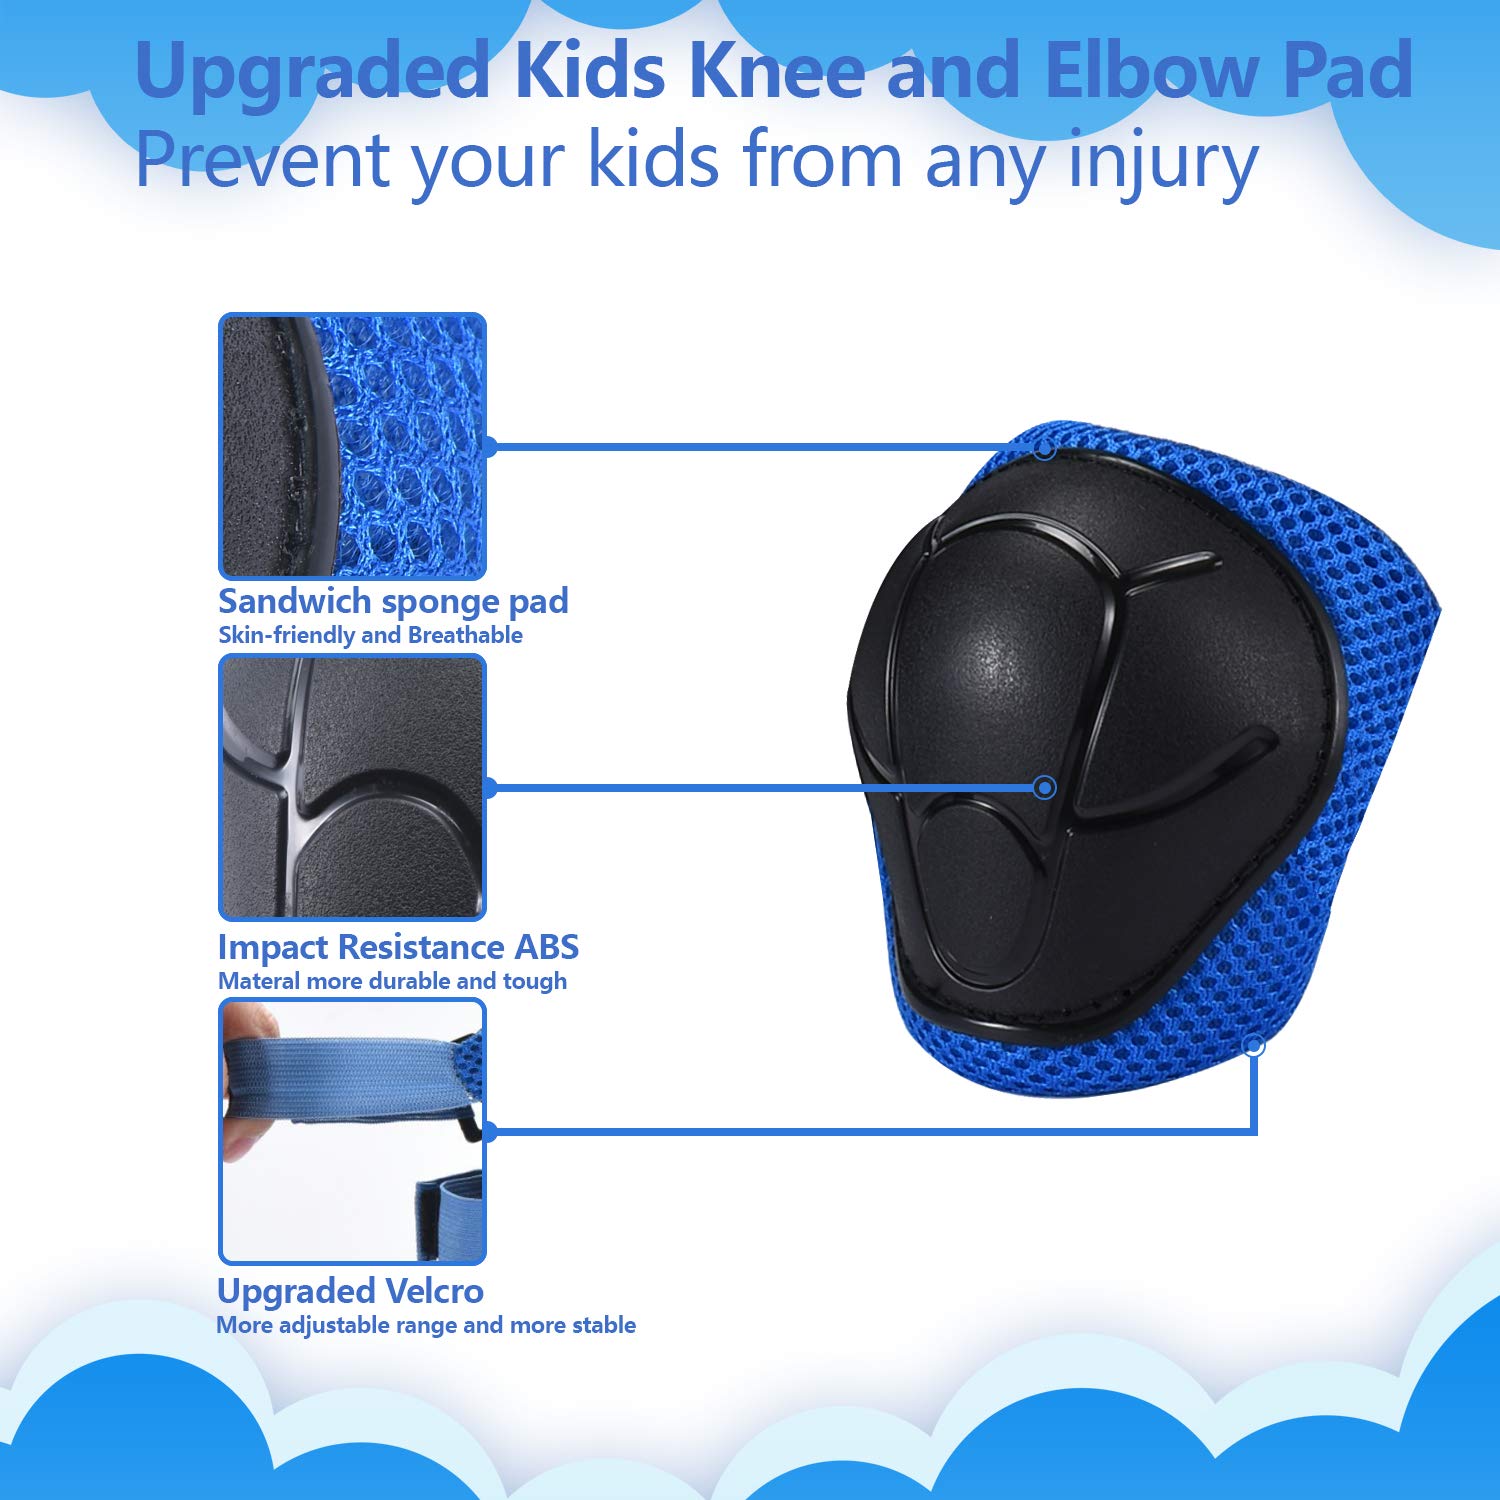 Upgraded Kids Knee and Elbow Pad
Prevent your kids from any injury
Sandwich sponge pad
Skin-friendly and Breathable
Impact Resistance ABS
Materal more durable and tough
Upgraded Velcro
More adjustable range and more stable